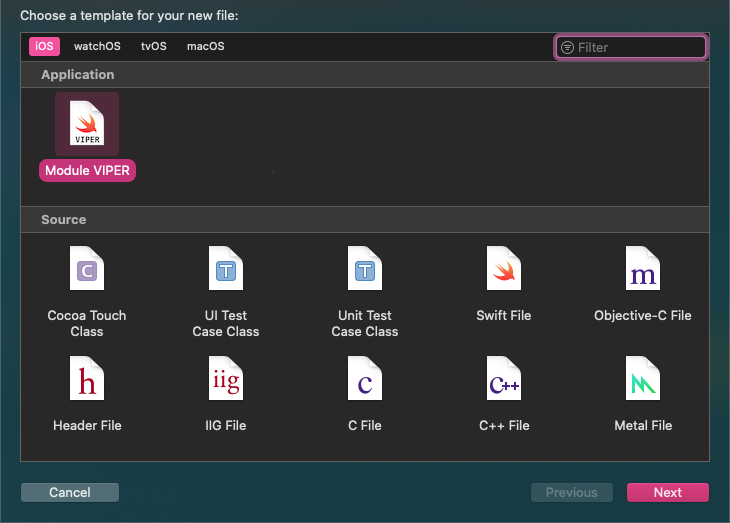 Choose a template for your new file:
iOS watchOS tvOS macOS Filter
Application
VIPER
Module VIPER
Source
C T T m
Cocoa Touch Class
UI Test Case Class
Unit Test Case Class
Swift File
Objective-C File
h iig c C++
Header File
IIG File
C File
C++ File
Metal File
Cancel Previous Next